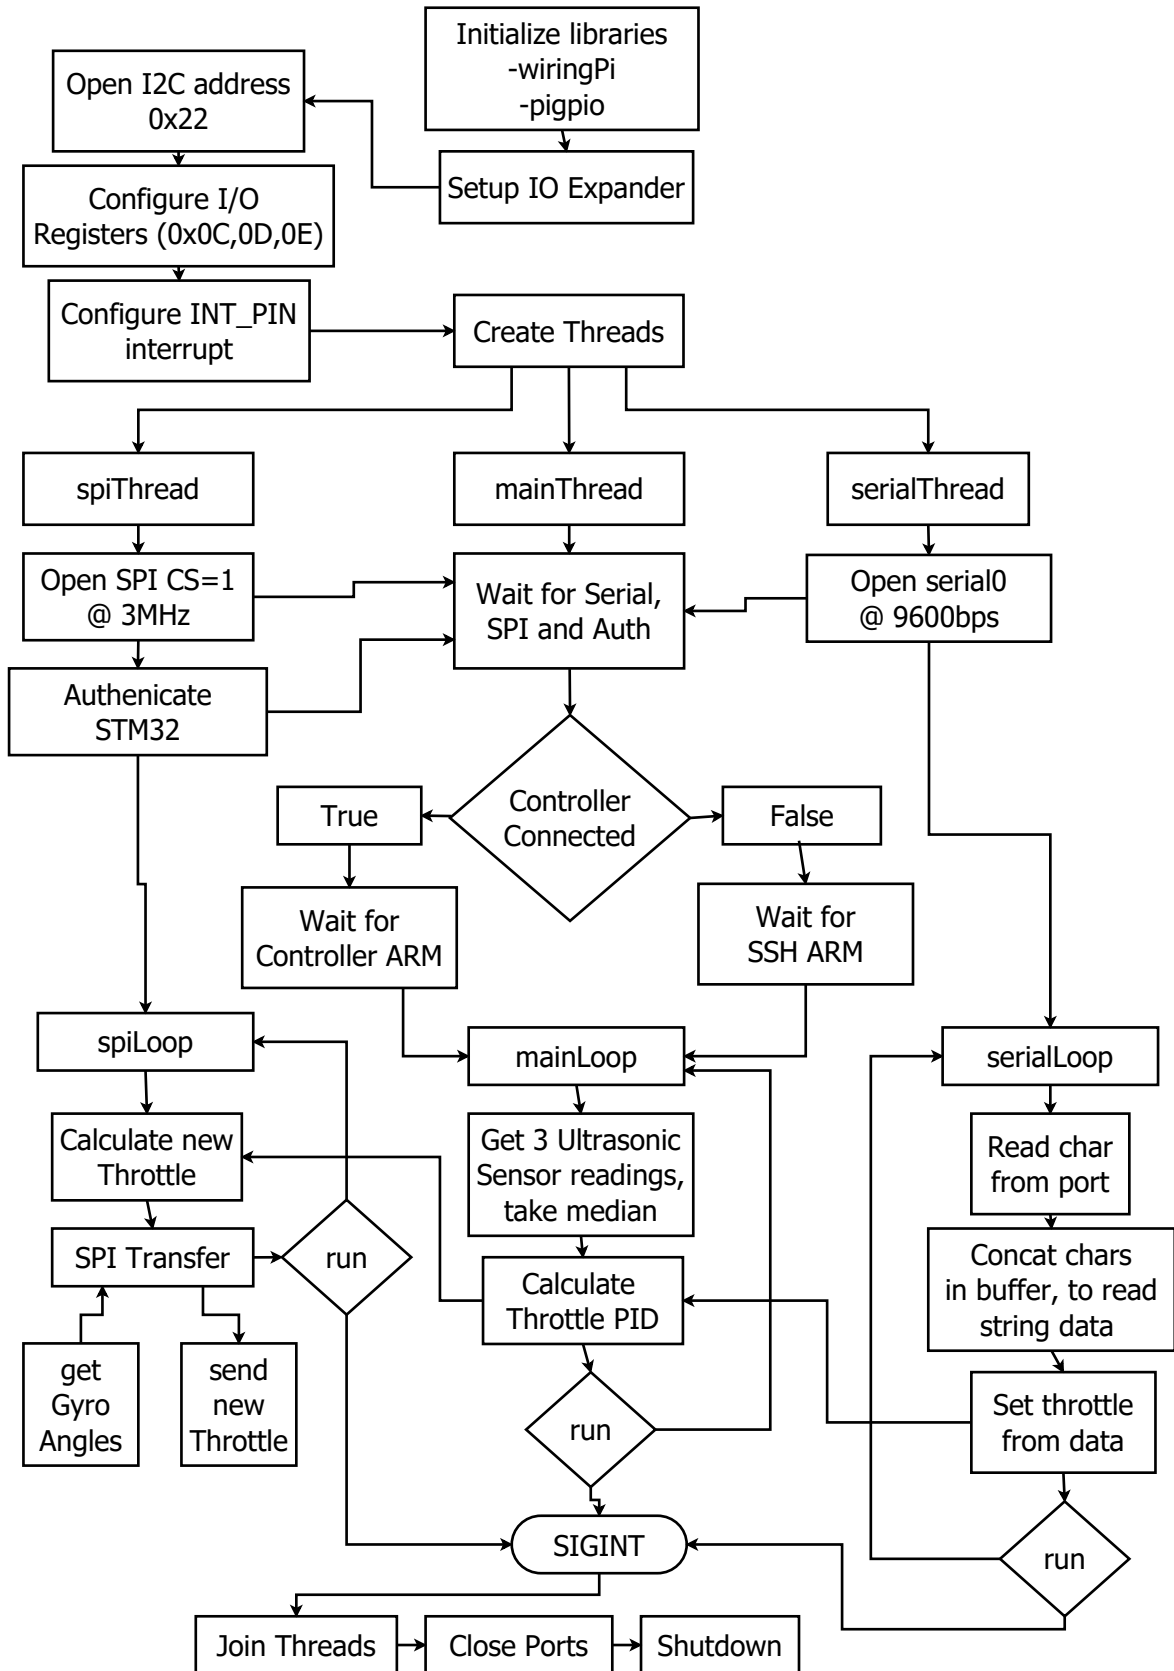 Initialize libraries
-wiringPi
-pigpio
Open I2C address
0x22
Setup IO Expander
Configure I/O
Registers (0x0C,0D,0E)
Configure INT_PIN
interrupt
Create Threads
spiThread
mainThread
serialThread
Open SPI CS=1
@ 3MHz
Wait for Serial,
SPI and Auth
Open serial0
@ 9600bps
Authenicate
STM32
Controller
Connected
True
False
Wait for
Controller ARM
Wait for
SSH ARM
spiLoop
mainLoop
serialLoop
Calculate new
Throttle
Get 3 Ultrasonic
Sensor readings,
take median
Read char
from port
SPI Transfer
run
Calculate
Throttle PID
Concat chars
in buffer, to read
string data
get
Gyro
Angles
send
new
Throttle
run
Set throttle
from data
SIGINT
run
Join Threads
Close Ports
Shutdown